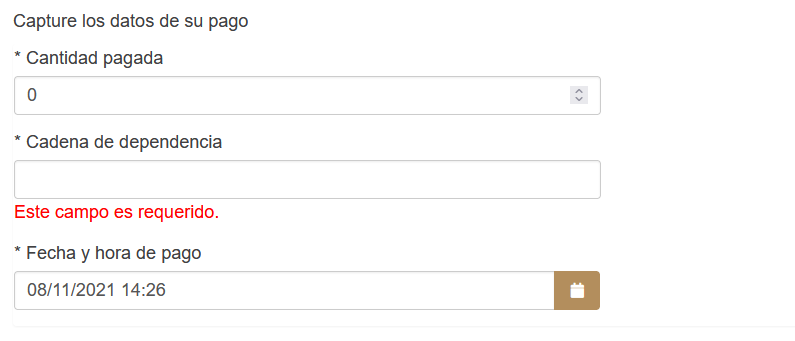 Capture los datos de su pago
* Cantidad pagada
0
* Cadena de dependencia
Este campo es requerido.
* Fecha y hora de pago
08/11/2021 14:26